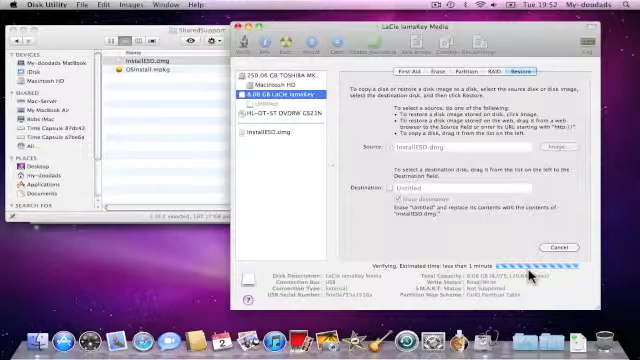 Disk Utility File Edit Images Window Help
Tue 19:52 My-doodads
SharedSupport
Name
DEVICES
My-doodads MacBook
iDisk
Macintosh HD
SHARED
Mac-Server
My MacBook Air
Robs iMac
Time Capsule 87dc42
Time Capsule a7be6a
All...
PLACES
Desktop
My-doodads
Applications
Documents
SEARCH FOR
InstallESD.dmg
OSInstall.mpkg
LaCie iamaKey Media
250.06 GB TOSHIBA MK...
Macintosh HD
8.08 GB LaCie iamaKey
Untitled
HL-DT-ST DVDRW GS21N
InstallESD.dmg
First Aid Erase Partition RAID Restore
To copy a disk or restore a disk image to a disk, select the source disk or disk image,
select the destination disk, and then click Restore.
To select a source, do one of the following:
• To restore a disk image stored on disk, click Image.
• To restore a disk image stored on the web, drag it from a web
browser to the Source field or enter its URL starting with "http://".
• To copy a disk, drag it from the list on the left to the
Source: InstallESD.dmg Image...
To select a destination, drag it from the list on the left to the
Destination field.
Destination: Untitled
Erase destination
Erase "Untitled" and replace its contents with the contents of
"InstallESD.dmg".
Cancel
Verifying. Estimated time: less than 1 minute
Disk Description: LaCie iamaKey Media
Connection Bus: USB
Connection Type: External
USB Serial Number:
Total Capacity: 8.08 GB
Write Status: Read/Write
S.M.A.R.T. Status: Not Supported
Partition Map Scheme: GUID Partition Table